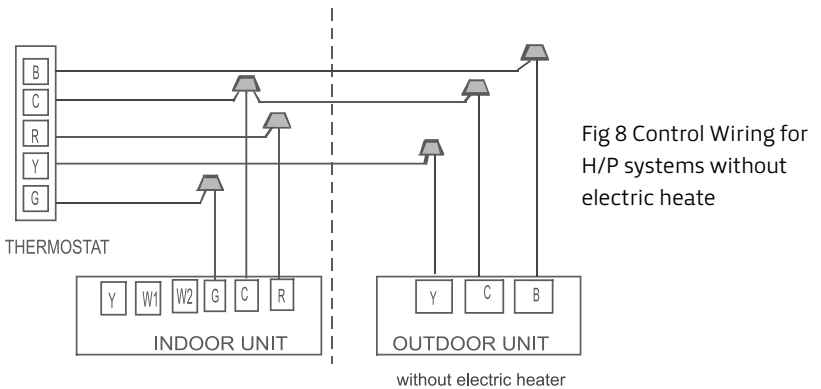 B
C
R
Y
G
THERMOSTAT
Fig 8 Control Wiring for
H/P systems without
electric heate
Y W1 W2 G C R
INDOOR UNIT
Y C B
OUTDOOR UNIT
without electric heater